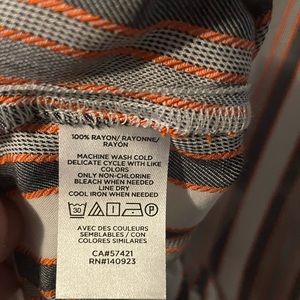 100% RAYON/ RAYONNE/
RAYÓN
MACHINE WASH COLD
DELICATE CYCLE WITH LIKE
COLORS
ONLY NON-CHLORINE
BLEACH WHEN NEEDED
LINE DRY
COOL IRON WHEN NEEDED
30
P
AVEC DES COULEURS
SEMBLABLES / CON
COLORES SIMILARES
CA#57421
RN#140923